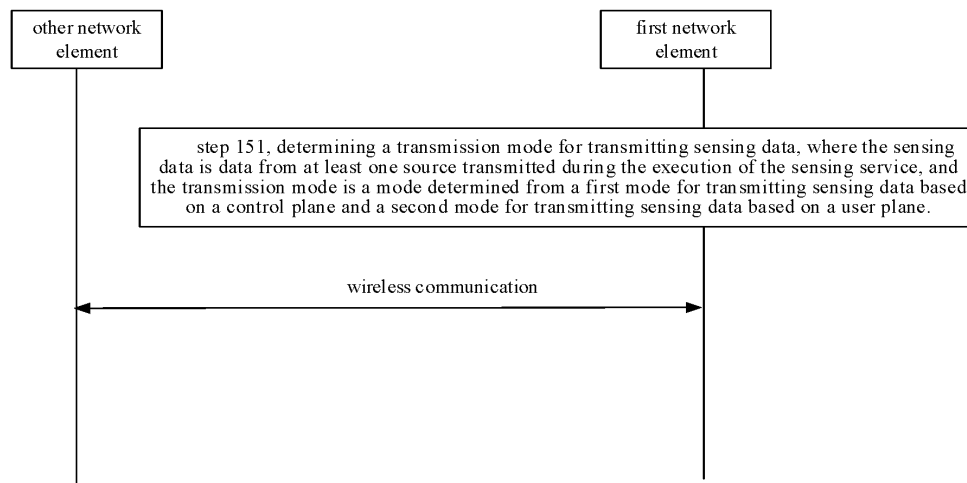 other network
element
first network
element
step 151, determining a transmission mode for transmitting sensing data, where the sensing
data is data from at least one source transmitted during the execution of the sensing service, and
the transmission mode is a mode determined from a first mode for transmitting sensing data based
on a control plane and a second mode for transmitting sensing data based on a user plane.
wireless communication